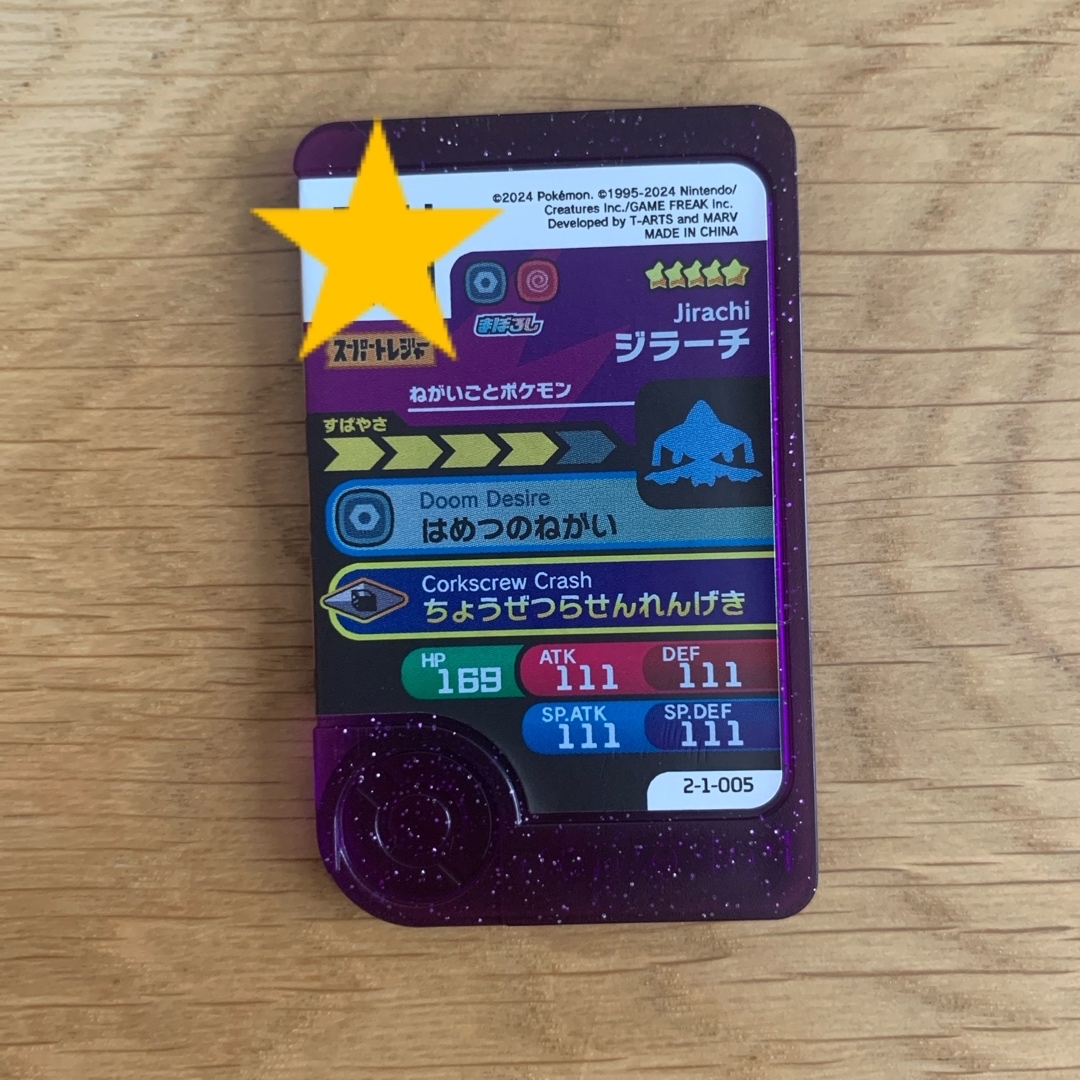 ©2024 Pokémon. ©1995-2024 Nintendo/
Creatures Inc./GAME FREAK Inc.
Developed by T-ARTS and MARV
MADE IN CHINA
まぼろし
スーパートレジャー
Jirachi
ジラーチ
ねがいごとポケモン
すばやさ
Doom Desire
はめつのねがい
Corkscrew Crash
ちょうぜつらせんれんげき
HP 169
ATK 111
DEF 111
SP.ATK 111
SP.DEF 111
2-1-005